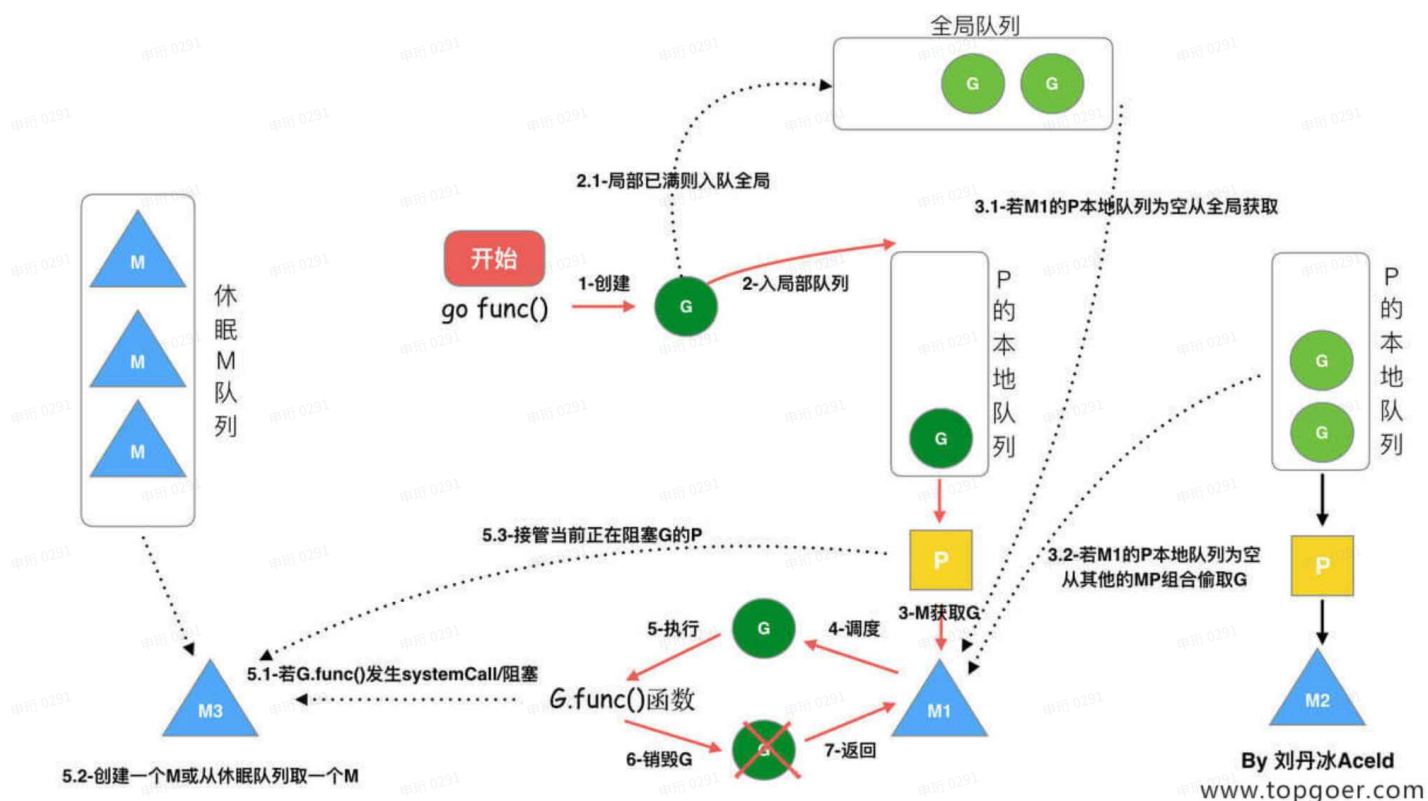 全局队列
G
G
2.1-局部已满则入队全局
3.1-若M1的P本地队列为空从全局获取
M
M
M
休眠M队列
开始
go func()
1-创建
G
2-入局部队列
P的本地队列
G
P的本地队列
G
G
5.3-接管当前正在阻塞G的P
P
3.2-若M1的P本地队列为空
从其他的MP组合偷取G
P
3-M获取G
5-执行
G
4-调度
5.1-若G.func()发生systemCall/阻塞
G.func()函数
M3
M1
M2
6-销毁G
G
7-返回
5.2-创建一个M或从休眠队列取一个M
By 刘丹冰Aceld
www.topgoer.com